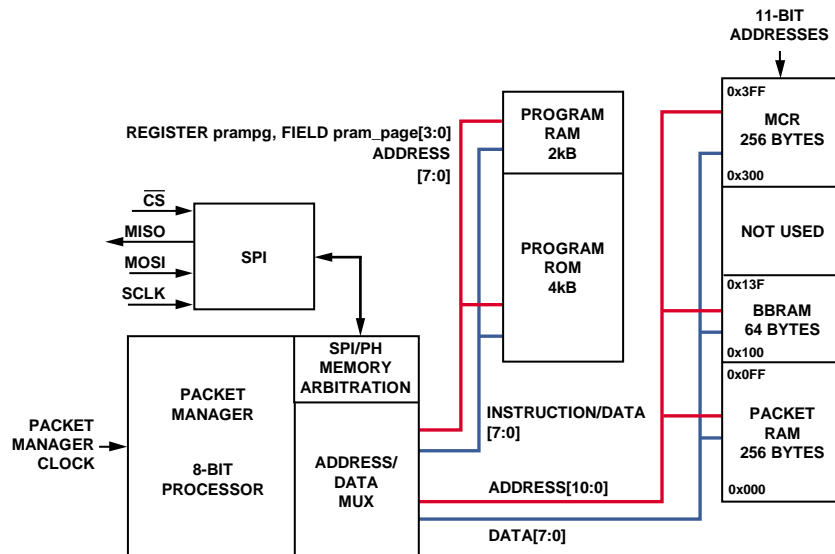 11-BIT
ADDRESSES
0x3FF
MCR
256 BYTES
0x300
NOT USED
0x13F
BBRAM
64 BYTES
0x100
0x0FF
PACKET
RAM
256 BYTES
0x000
PROGRAM
RAM
2kB
PROGRAM
ROM
4kB
REGISTER prampg, FIELD pram_page[3:0]
ADDRESS
[7:0]
CS
MISO
MOSI
SCLK
SPI
SPI/PH
MEMORY
ARBITRATION
PACKET
MANAGER
8-BIT
PROCESSOR
ADDRESS/
DATA
MUX
PACKET
MANAGER
CLOCK
INSTRUCTION/DATA
[7:0]
ADDRESS[10:0]
DATA[7:0]